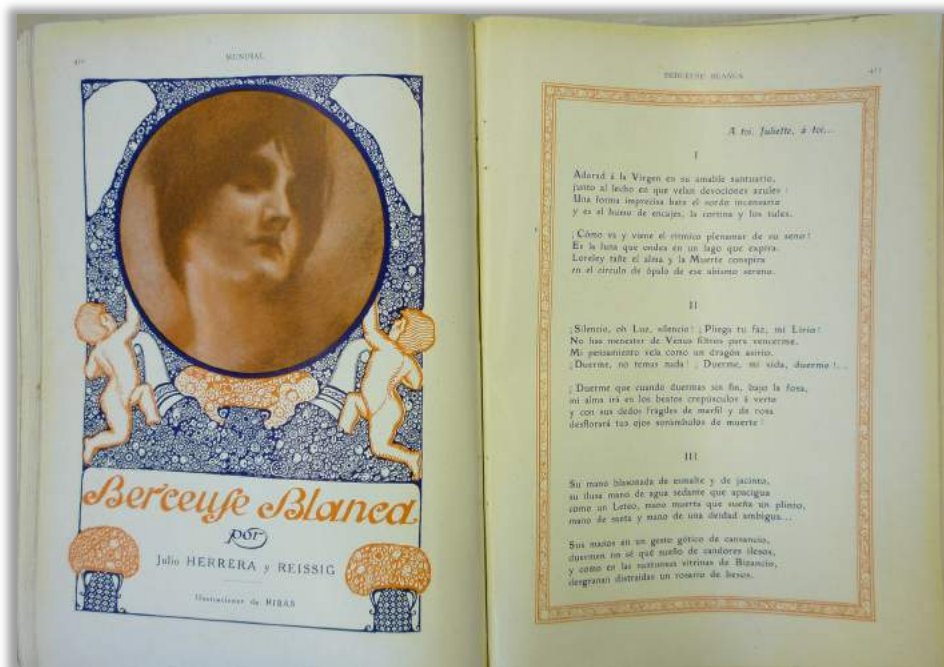 MUNDIAL
Berceuse Blanca
por
Julio HERRERA y REISSIG
Ilustraciones de RIBAS
BERCEUSE BLANCA
A toi, Juliette, à toi...
I
Adorad á la Virgen en su amable santuario,
junto al lecho en que velan devociones azules :
Una forma imprecisa bate el sordo incensario
y es el humo de encajes, la cortina y los tules.
¡ Cómo va y viene el rítmico plenamar de su seno !
Es la luna que ondea en un lago que expira.
Loreley tañe el alma y la Muerte conspira
en el círculo de ópalo de ese abismo sereno.
II
¡ Silencio, oh Luz, silencio ! ¡ Pliega tu faz, mi Lirio !
No has menester de Venus filtros para vencerme,
Mi pensamiento vela como un dragón asirio.
¡ Duerme, no temas nada ! ¡ Duerme, mi vida, duerme !...
¡ Duerme que cuando duermas sin fin, bajo la fosa,
mi alma irá en los beatos crepúsculos á verte
y con sus dedos frágiles de marfil y de rosa
desflorará tus ojos sonámbulos de muerte !
III
Su mano blasonada de esmalte y de jacinto,
su ilusa mano de agua sedante que apacigua
como un Leteo, mano muerta que sueña un plinto,
mano de santa y mano de una deidad ambigua...
Sus manos en un gesto gótico de cansancio,
duerman no sé qué sueño de candores ilesos,
y como en las suntuosas vitrinas de Bizancio,
desgranan distraídas un rosario de besos.